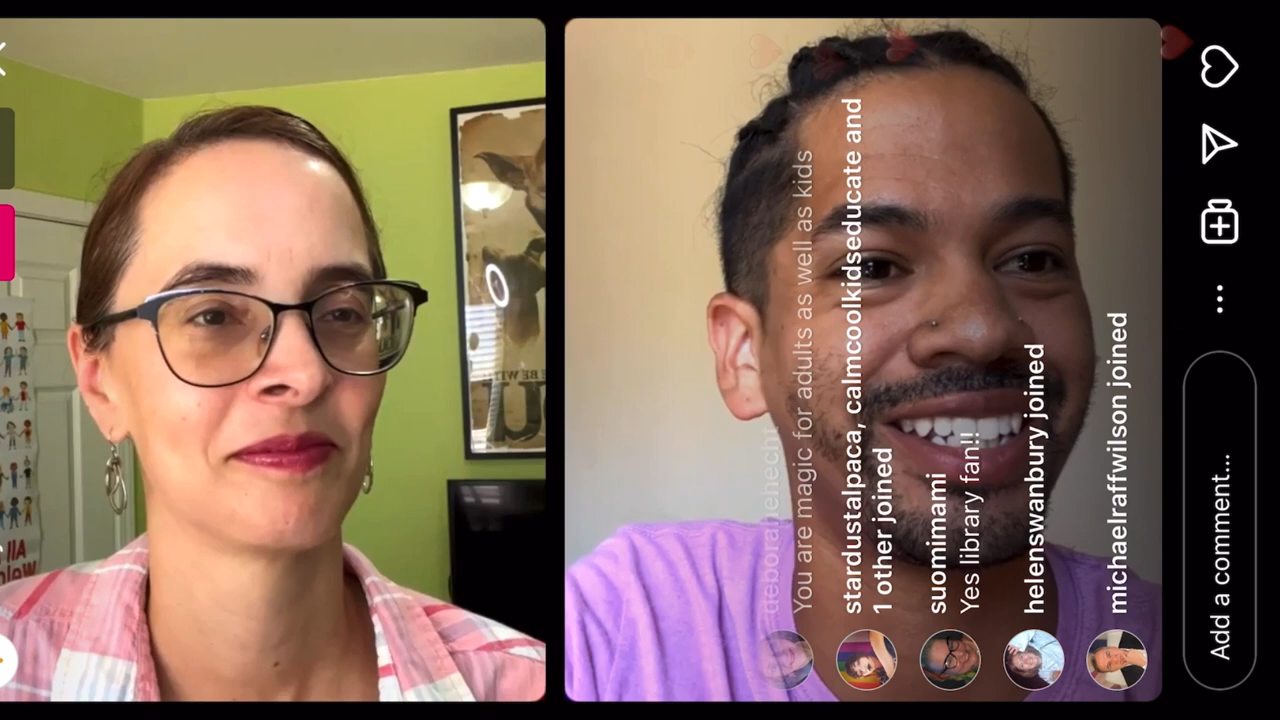 deborahehecht
You are magic for adults as well as kids
stardustalpaca, calmcoolkidseducate and
1 other joined
suomimami
Yes library fan!!
helenswanbury joined
michaelraffwilson joined
Add a comment...
All